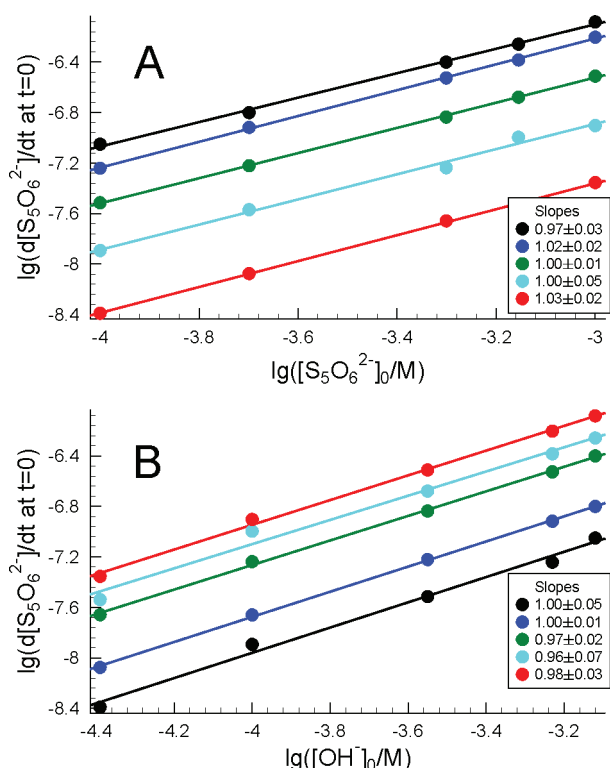 A
lg(d[S₅O₆²⁻]/dt at t=0)
-6.4
-6.8
-7.2
-7.6
-8
-8.4
Slopes
0.97±0.03
1.02±0.02
1.00±0.01
1.00±0.05
1.03±0.02
-4 -3.8 -3.6 -3.4 -3.2 -3
lg([S₅O₆²⁻]₀/M)
B
lg(d[S₅O₆²⁻]/dt at t=0)
-6.4
-6.8
-7.2
-7.6
-8
-8.4
Slopes
1.00±0.05
1.00±0.01
0.97±0.02
0.96±0.07
0.98±0.03
-4.4 -4.2 -4 -3.8 -3.6 -3.4 -3.2
lg([OH⁻]₀/M)